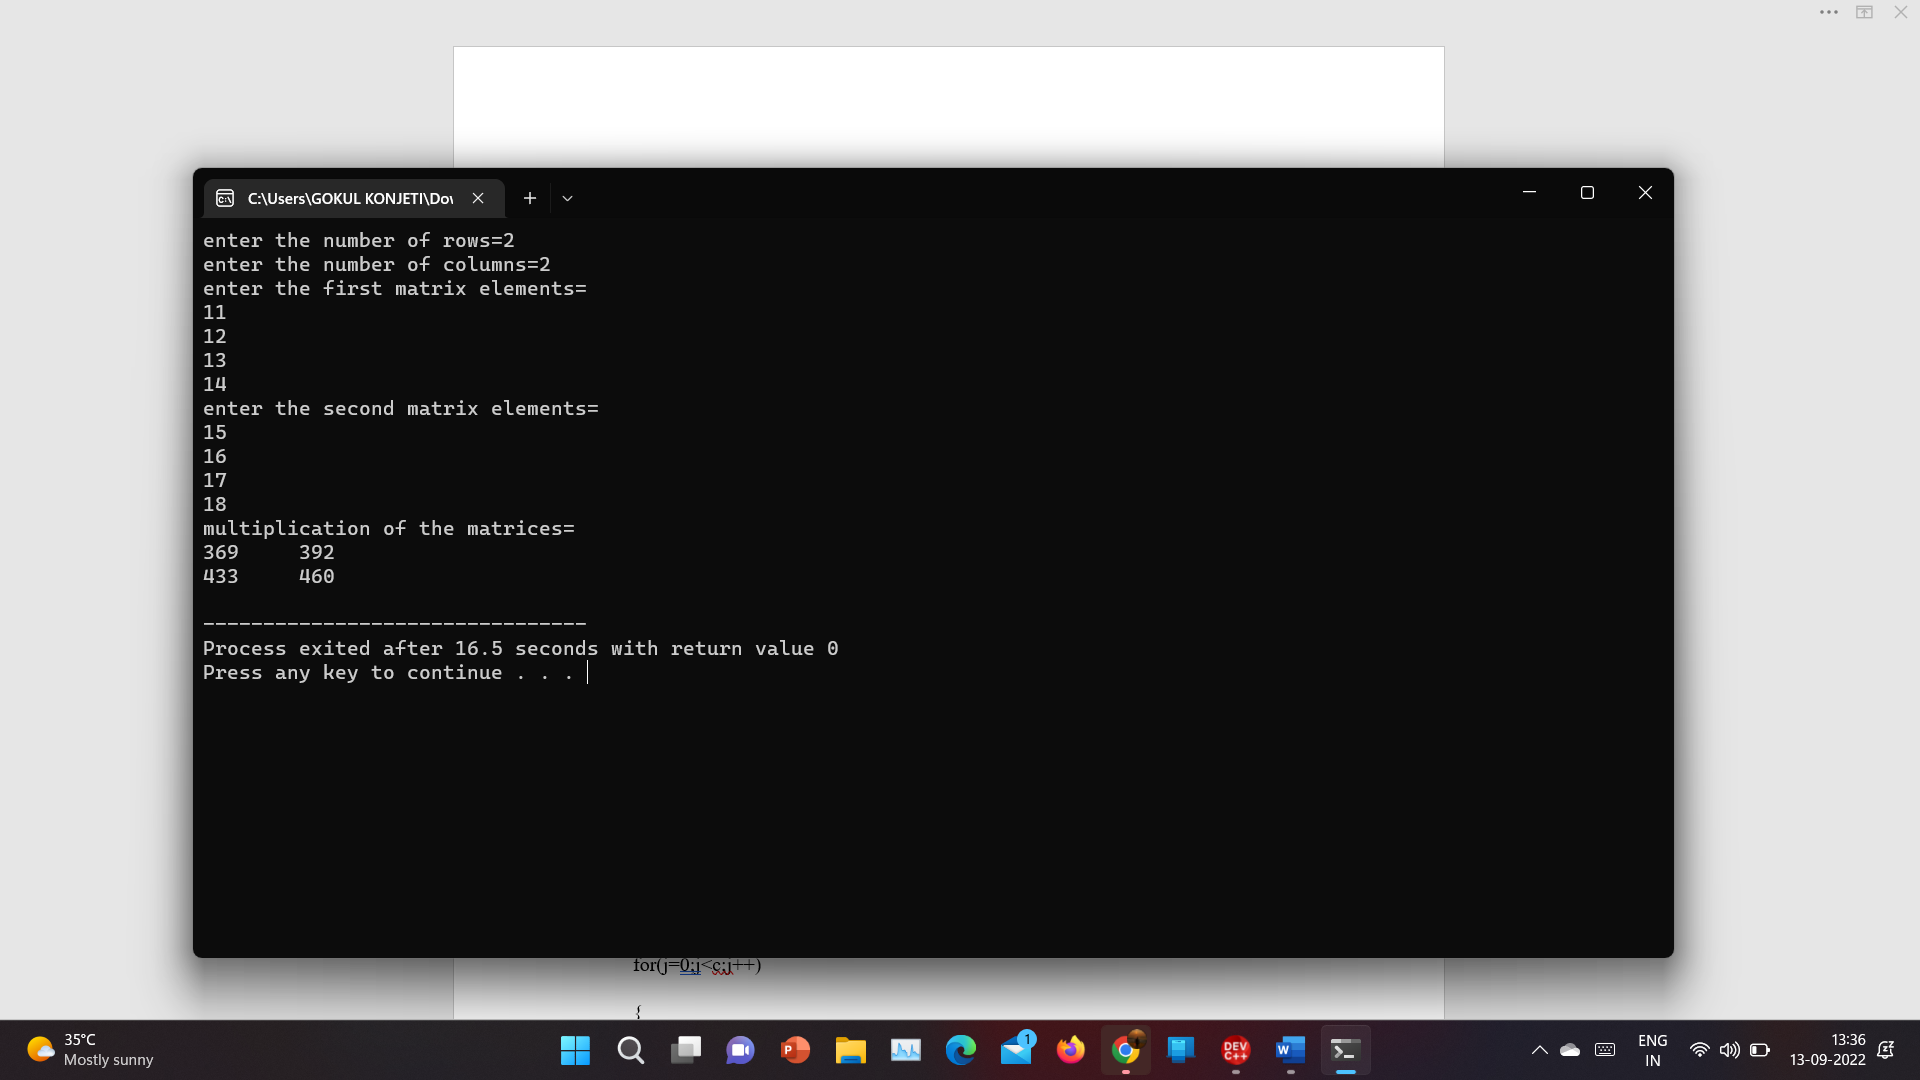 C:\Users\GOKUL KONJETI\Dov
enter the number of rows=2
enter the number of columns=2
enter the first matrix elements=
11
12
13
14
enter the second matrix elements=
15
16
17
18
multiplication of the matrices=
369 392
433 460
--------------------------------
Process exited after 16.5 seconds with return value 0
Press any key to continue . . .
for(j=0;j<c;j++)
{
35°C
Mostly sunny
P
1
DEV
C++
W
ENG
IN
13:36
13-09-2022